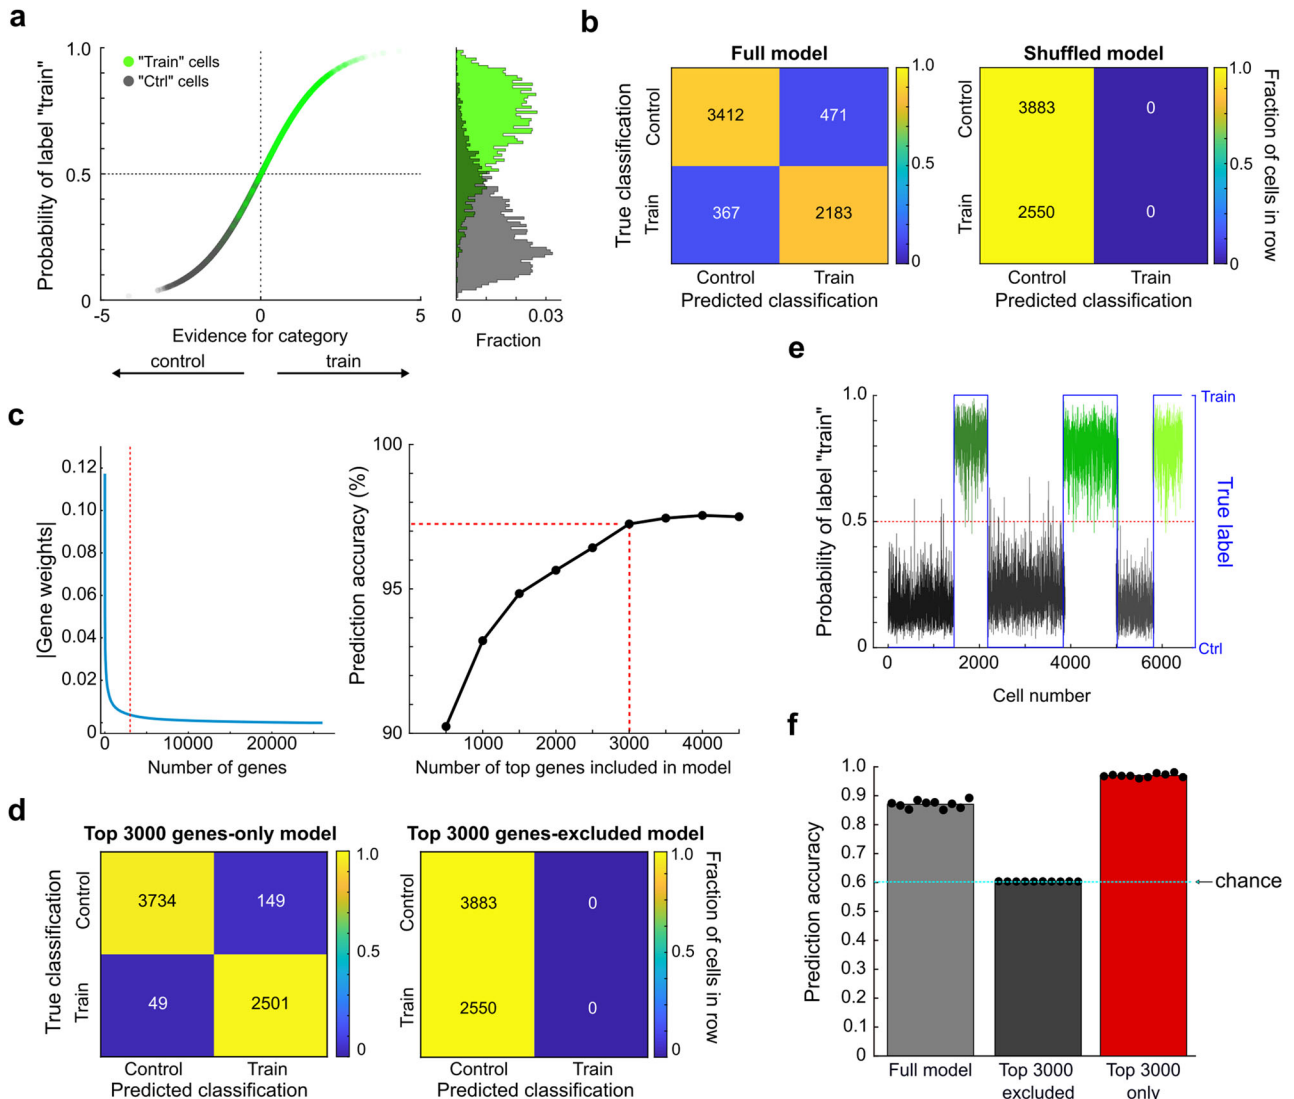 a
1.0
0.5
0
Probability of label "train"
"Train" cells
"Ctrl" cells
-5
0
5
Evidence for category
control
train
0
0.03
Fraction
b
Full model
True classification
Control
Train
3412
471
367
2183
Control
Train
Predicted classification
1.0
0.5
0
Shuffled model
Control
Train
3883
0
2550
0
Control
Train
Predicted classification
1.0
0.5
0
Fraction of cells in row
c
|Gene weights|
0.12
0.10
0.08
0.06
0.04
0.02
0
0
10000
20000
Number of genes
Prediction accuracy (%)
100
95
90
1000
2000
3000
4000
Number of top genes included in model
d
Top 3000 genes-only model
True classification
Control
Train
3734
149
49
2501
Control
Train
Predicted classification
1.0
0.5
0
Top 3000 genes-excluded model
Control
Train
3883
0
2550
0
Control
Train
Predicted classification
1.0
0.5
0
Fraction of cells in row
e
Probability of label "train"
1.0
0.5
0
0
2000
4000
6000
Cell number
Train
Ctrl
True label
f
Prediction accuracy
1.0
0.9
0.8
0.7
0.6
0.5
0.4
0.3
0.2
0.1
0
chance
Full model
Top 3000
excluded
Top 3000
only